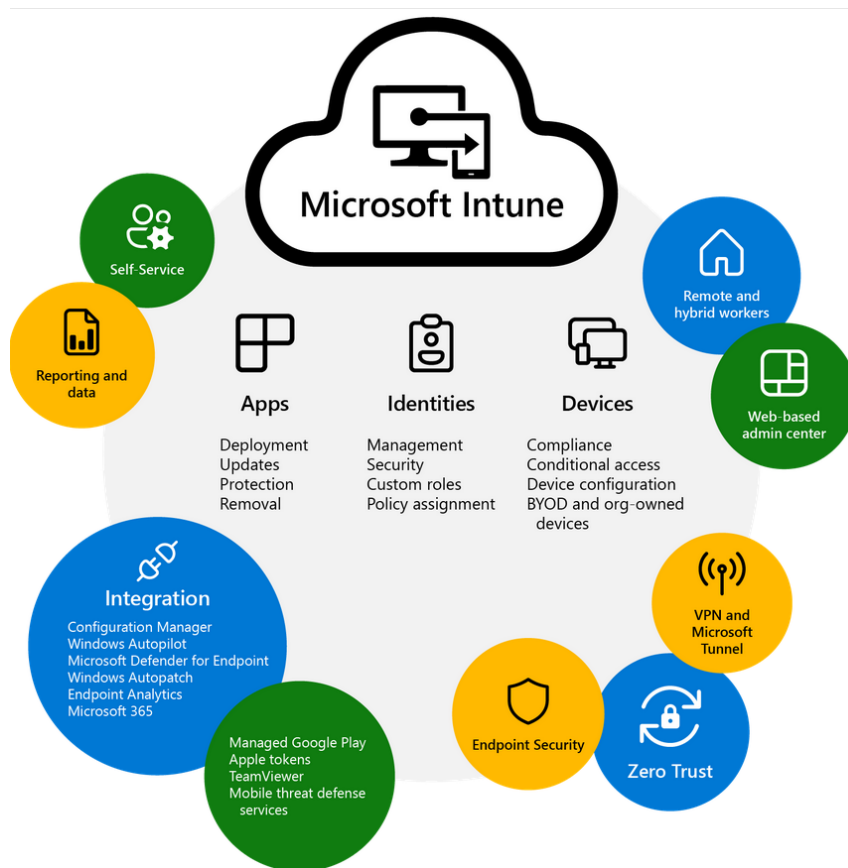 Microsoft Intune
Self-Service
Reporting and
data
Remote and
hybrid workers
Web-based
admin center
Apps
Deployment
Updates
Protection
Removal
Identities
Management
Security
Custom roles
Policy assignment
Devices
Compliance
Conditional access
Device configuration
BYOD and org-owned
devices
Integration
Configuration Manager
Windows Autopilot
Microsoft Defender for Endpoint
Windows Autopatch
Endpoint Analytics
Microsoft 365
Managed Google Play
Apple tokens
TeamViewer
Mobile threat defense
services
VPN and
Microsoft
Tunnel
Endpoint Security
Zero Trust